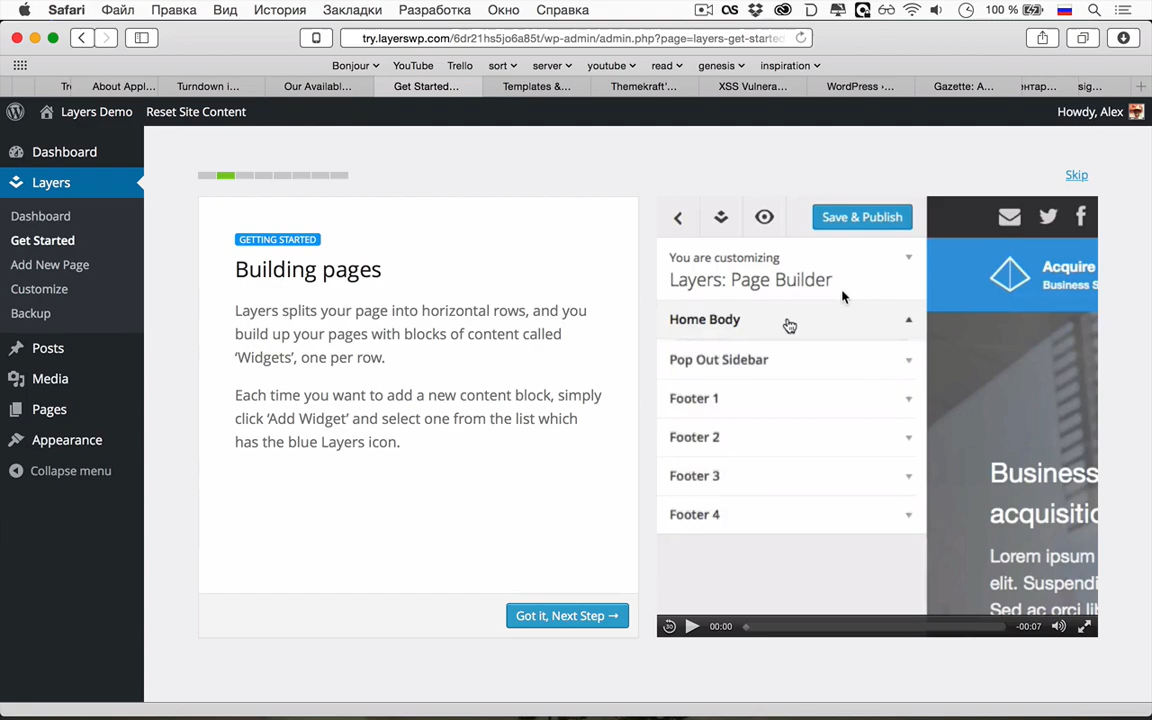 Safari Файл Правка Вид История Закладки Разработка Окно Справка 100 %
try.layerswp.com/6dr21hs5jo6a85t/wp-admin/admin.php?page=layers-get-started
Bonjour YouTube Trello sort server youtube read genesis inspiration
About Appl... Turndown i... Our Availabl... Get Started... Templates &... Themekraft'... XSS Vulnera... WordPress ›... Gazette: A... ентар... sig...
Layers Demo Reset Site Content Howdy, Alex
Dashboard
Layers
Dashboard
Get Started
Add New Page
Customize
Backup
Posts
Media
Pages
Appearance
Collapse menu
Skip
GETTING STARTED
Building pages
Layers splits your page into horizontal rows, and you
build up your pages with blocks of content called
‘Widgets’, one per row.
Each time you want to add a new content block, simply
click ‘Add Widget’ and select one from the list which
has the blue Layers icon.
Got it, Next Step →
Save & Publish
You are customizing
Layers: Page Builder
Home Body
Pop Out Sidebar
Footer 1
Footer 2
Footer 3
Footer 4
Acquire
Business S
Business
acquisitio
Lorem ipsum
elit. Suspendi
Sed ac orci lib
30 00:00 -00:07